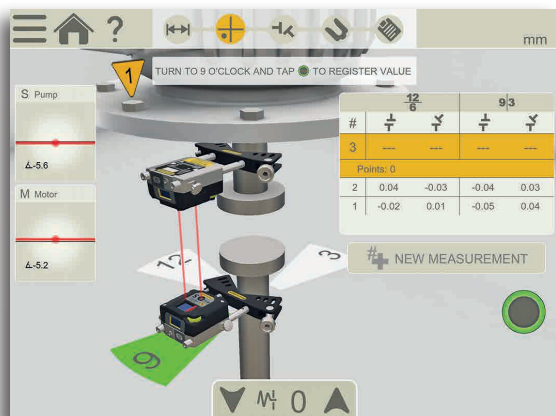 ?
mm
1
TURN TO 9 O'CLOCK AND TAP TO REGISTER VALUE
S Pump
-5.6
M Motor
-5.2
12 9 3
6
#
3 --- --- --- ---
Points: 0
2 0.04 -0.03 -0.04 0.03
1 -0.02 0.01 -0.05 0.04
# NEW MEASUREMENT
12
3
9
0